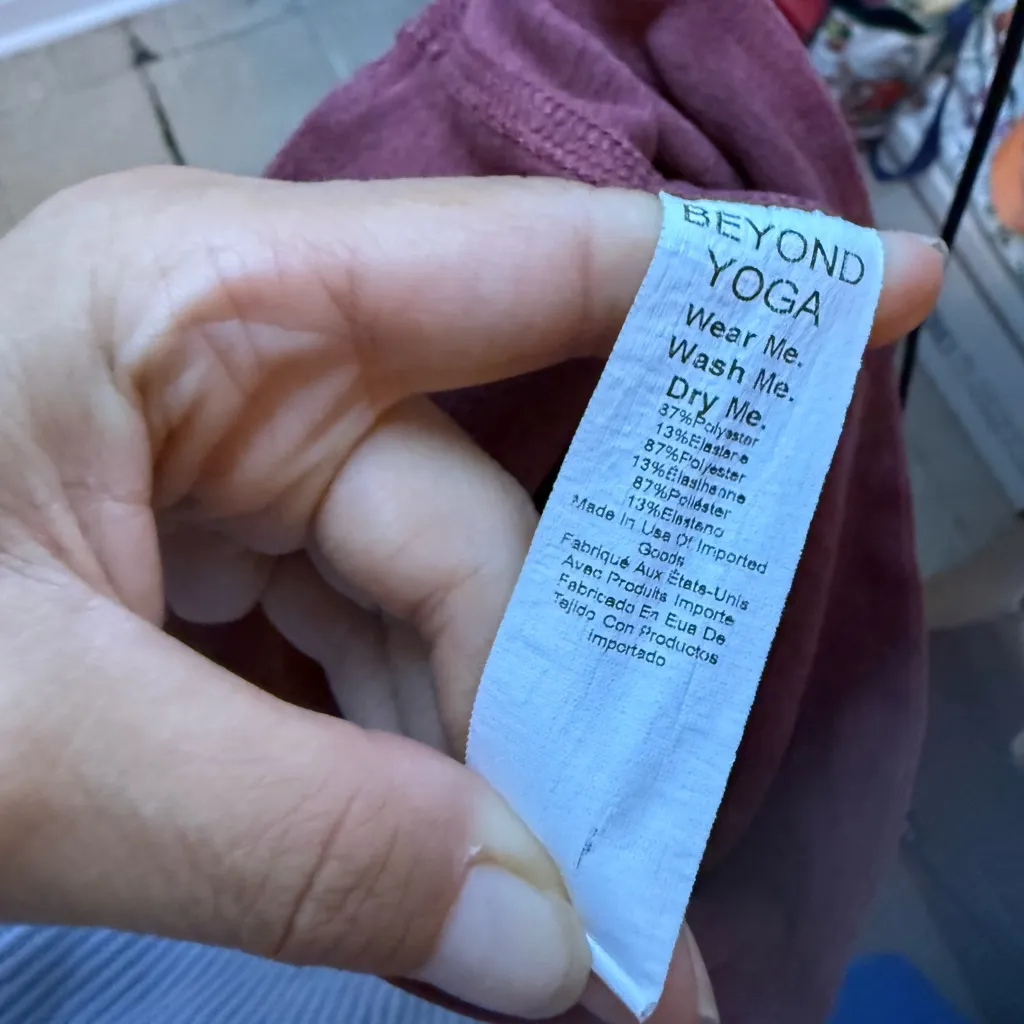 BEYOND
YOGA
Wear Me.
Wash Me.
Dry Me.
87%Polyester
13%Elastane
87%Polyester
13%Élasthanne
87%Poliéster
13%Elastano
Made In Usa Of Imported
Goods
Fabriqué Aux États-Unis
Avec Produits Importe
Fabricado En Eua De
Tejido Con Productos
Importado